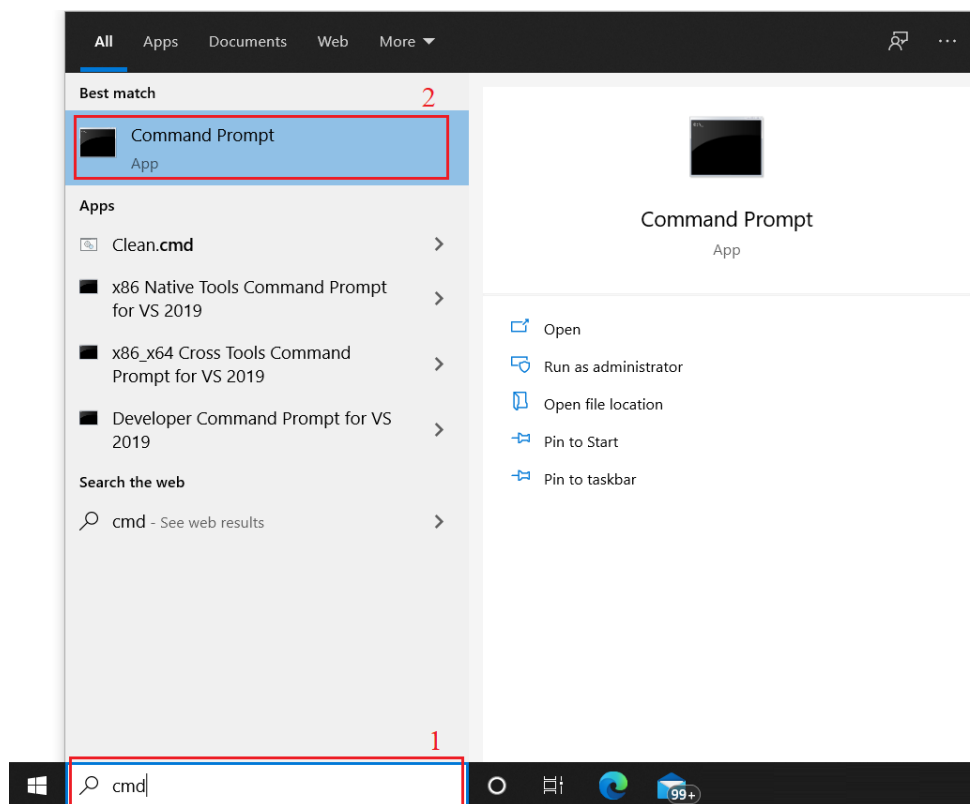 All Apps Documents Web More
Best match
2
Command Prompt
App
Apps
Clean.cmd
x86 Native Tools Command Prompt
for VS 2019
x86_x64 Cross Tools Command
Prompt for VS 2019
Developer Command Prompt for VS
2019
Search the web
cmd - See web results
Command Prompt
App
Open
Run as administrator
Open file location
Pin to Start
Pin to taskbar
1
cmd
99+